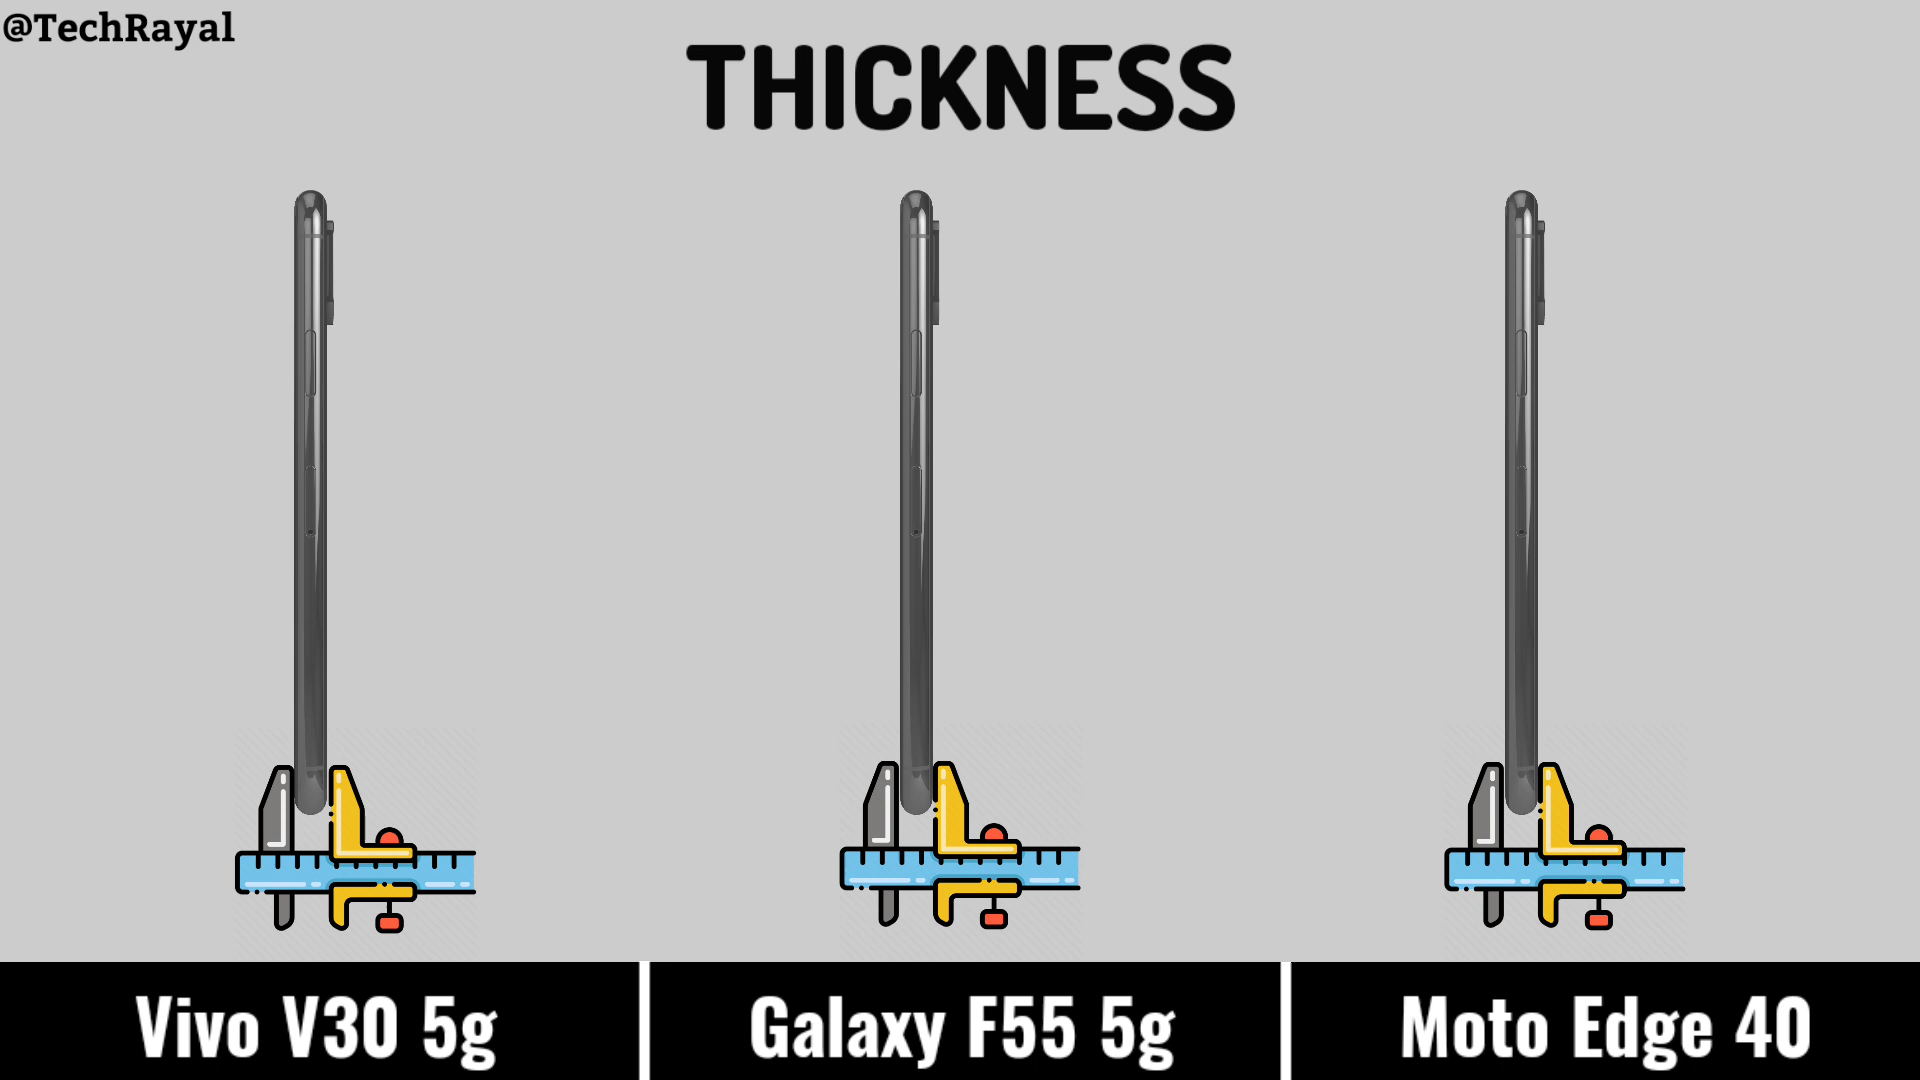 @TechRayal
THICKNESS
Vivo V30 5g
Galaxy F55 5g
Moto Edge 40